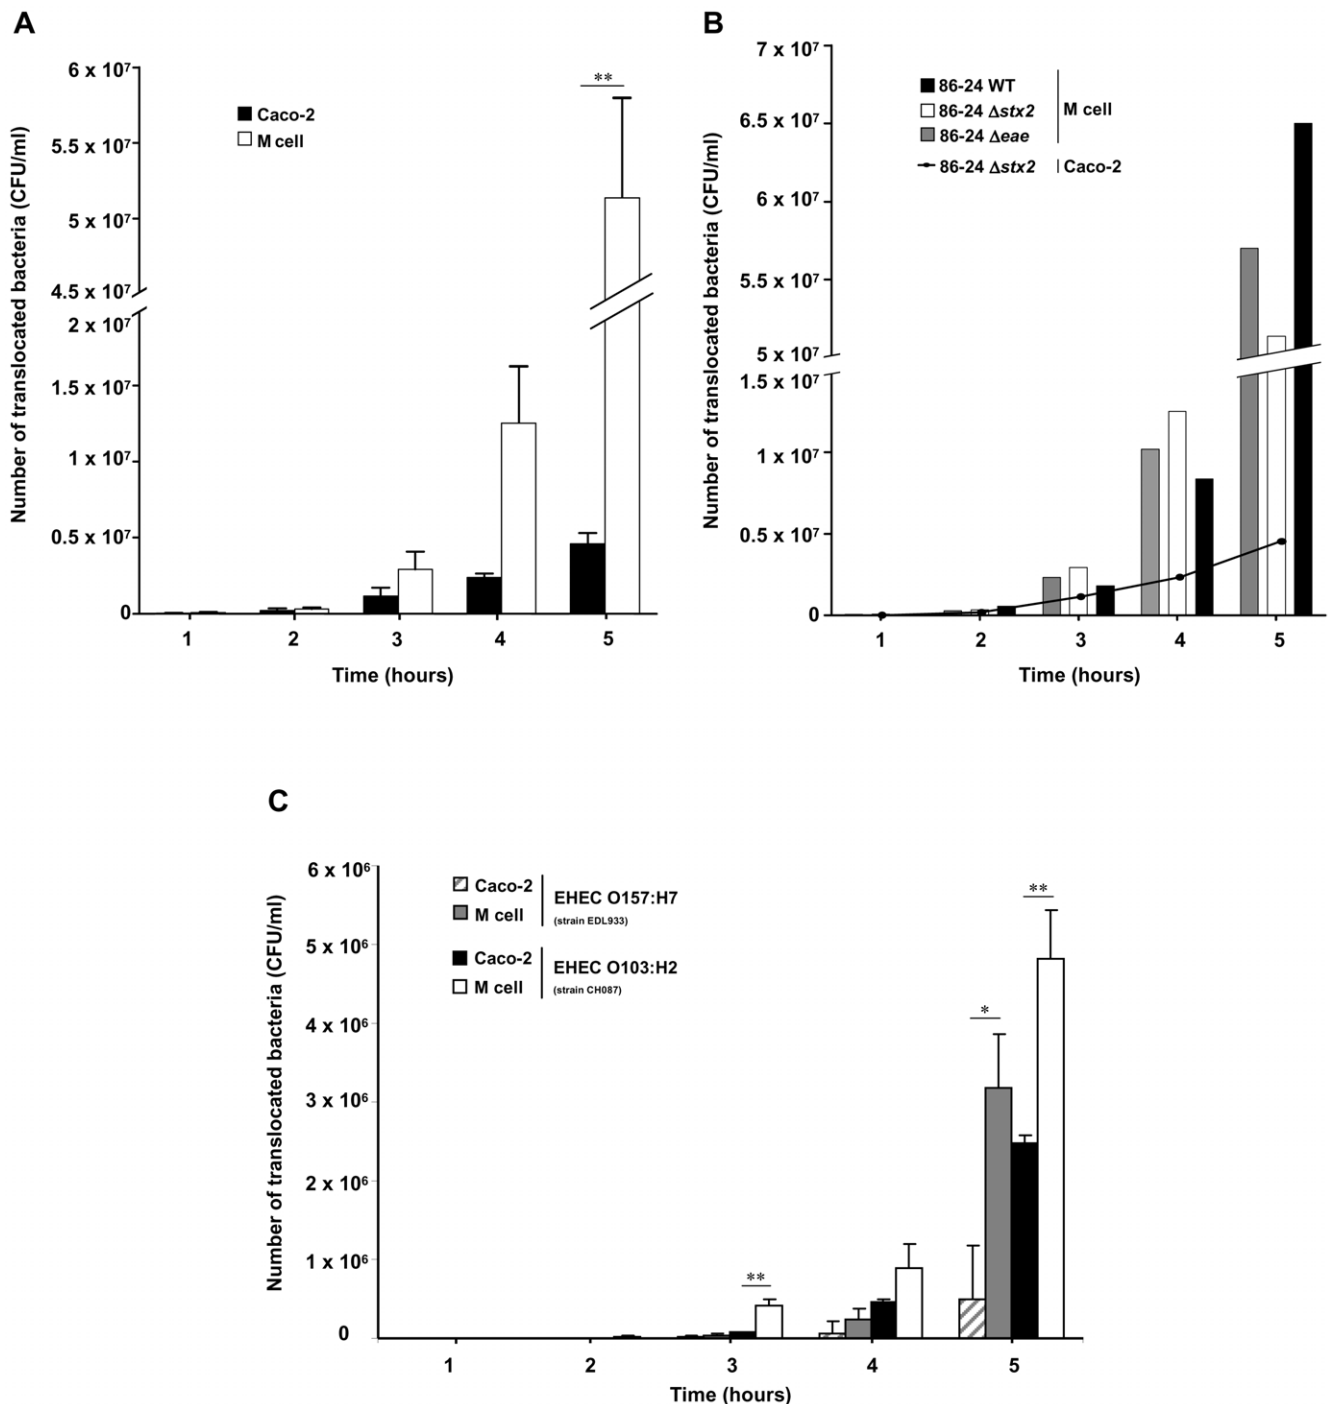 A
Number of translocated bacteria (CFU/ml)
6 x 10⁷
5.5 x 10⁷
5 x 10⁷
4.5 x 10⁷
2 x 10⁷
1.5 x 10⁷
1 x 10⁷
0.5 x 10⁷
0
Caco-2
M cell
**
1 2 3 4 5
Time (hours)
B
Number of translocated bacteria (CFU/ml)
7 x 10⁷
6.5 x 10⁷
6 x 10⁷
5.5 x 10⁷
5 x 10⁷
1.5 x 10⁷
1 x 10⁷
0.5 x 10⁷
0
86-24 WT
86-24 Δstx2
86-24 Δeae
M cell
86-24 Δstx2
Caco-2
1 2 3 4 5
Time (hours)
C
Number of translocated bacteria (CFU/ml)
6 x 10⁶
5 x 10⁶
4 x 10⁶
3 x 10⁶
2 x 10⁶
1 x 10⁶
0
Caco-2
M cell
EHEC O157:H7
(strain EDL933)
Caco-2
M cell
EHEC O103:H2
(strain CH087)
**
*
**
1 2 3 4 5
Time (hours)